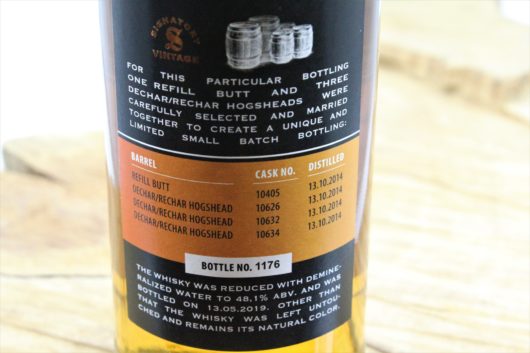 SIGNATORY
S
VINTAGE
FOR THIS PARTICULAR BOTTLING
ONE REFILL BUTT AND THREE
DECHAR/RECHAR HOGSHEADS WERE
CAREFULLY SELECTED AND MARRIED
TOGETHER TO CREATE A UNIQUE AND
LIMITED SMALL BATCH BOTTLING:
BARREL CASK NO. DISTILLED
REFILL BUTT 10405 13.10.2014
DECHAR/RECHAR HOGSHEAD 10626 13.10.2014
DECHAR/RECHAR HOGSHEAD 10632 13.10.2014
DECHAR/RECHAR HOGSHEAD 10634 13.10.2014
BOTTLE NO. 1176
THE WHISKY WAS REDUCED WITH DEMINE-
RALIZED WATER TO 48,1% ABV. AND WAS
BOTTLED ON 13.05.2019. OTHER THAN
THAT THE WHISKY WAS LEFT UNTOU-
CHED AND REMAINS ITS NATURAL COLOR.